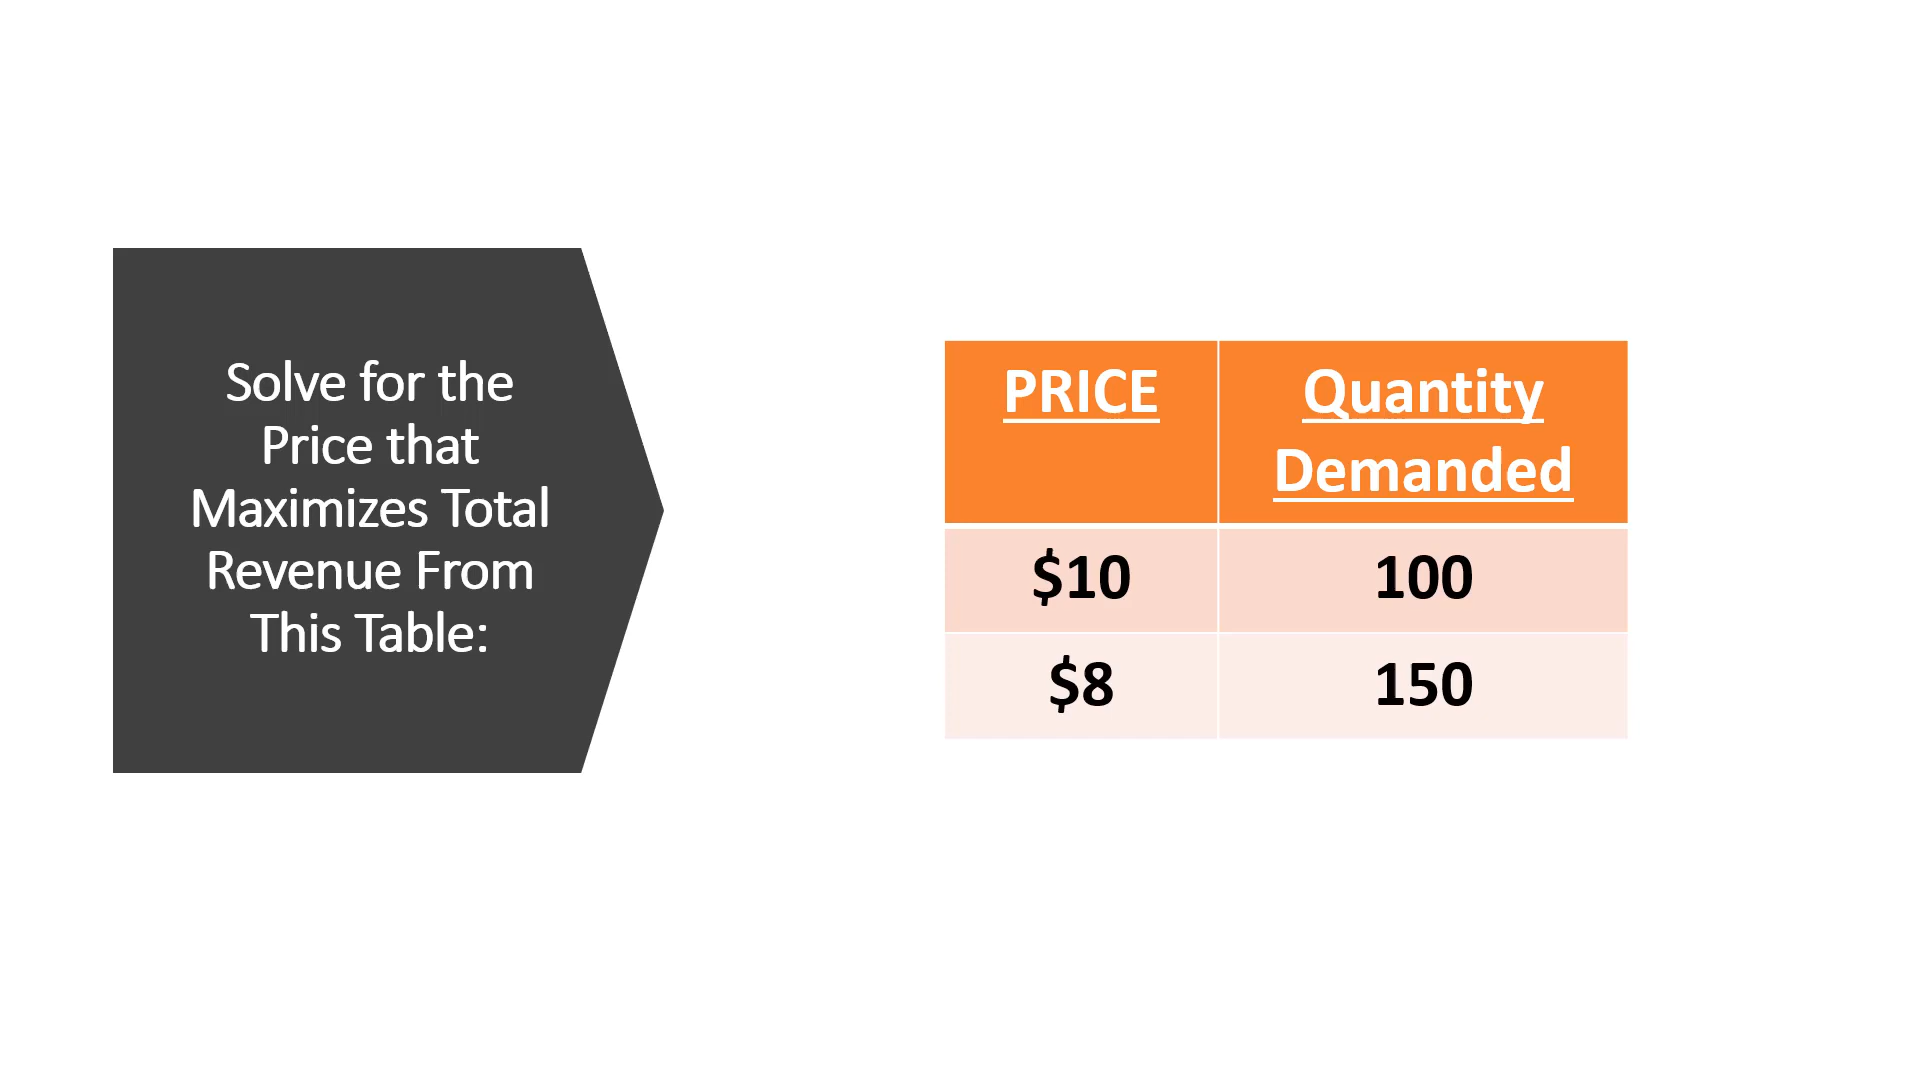 Solve for the
Price that
Maximizes Total
Revenue From
This Table:
PRICE
Quantity
Demanded
$10
100
$8
150